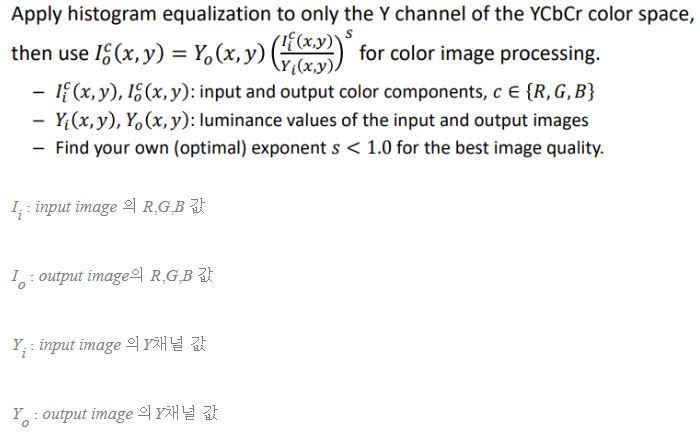 Apply histogram equalization to only the Y channel of the YCbCr color space,
then use I_o^c(x, y) = Y_o(x, y) (I_i^c(x,y)/Y_i(x,y))^s for color image processing.
– I_i^c(x, y), I_o^c(x, y): input and output color components, c ∈ {R, G, B}
– Y_i(x, y), Y_o(x, y): luminance values of the input and output images
– Find your own (optimal) exponent s < 1.0 for the best image quality.
I_i : input image 의 R,G,B 값
I_o : output image의 R,G,B 값
Y_i : input image 의 Y채널 값
Y_o : output image 의 Y채널 값